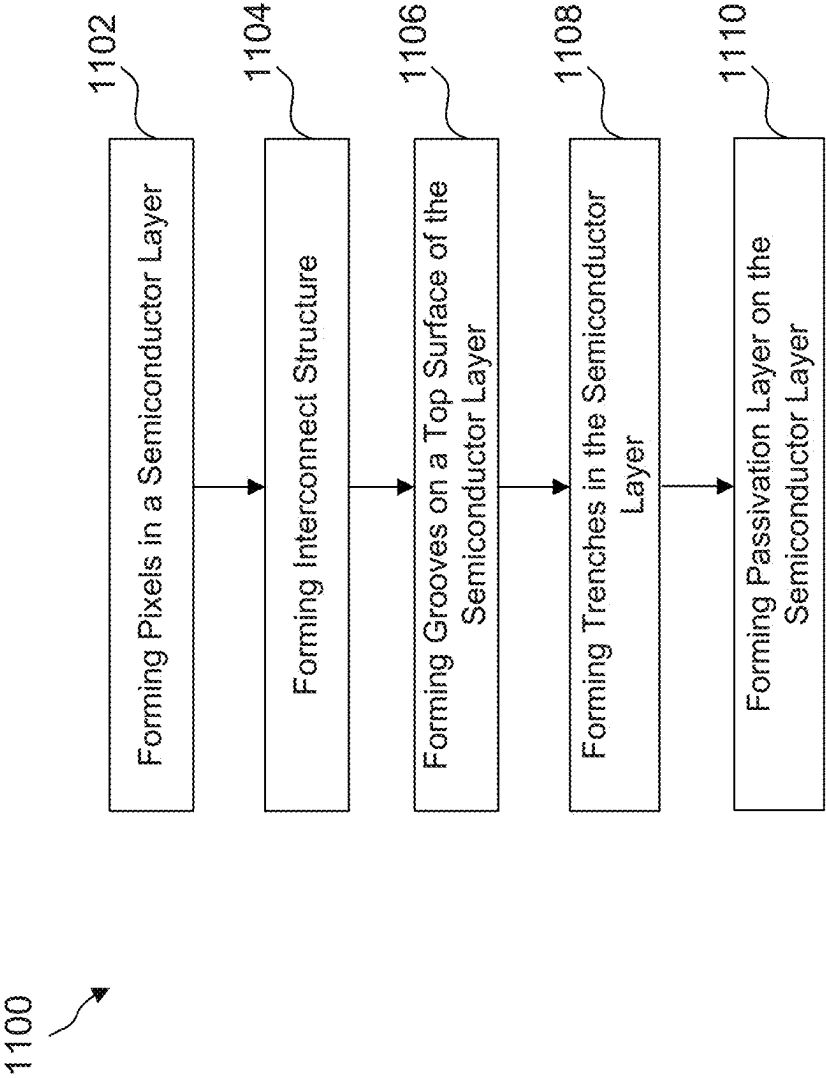 1100
Forming Pixels in a Semiconductor Layer
1102
Forming Interconnect Structure
1104
Forming Grooves on a Top Surface of the
Semiconductor Layer
1106
Forming Trenches in the Semiconductor
Layer
1108
Forming Passivation Layer on the
Semiconductor Layer
1110